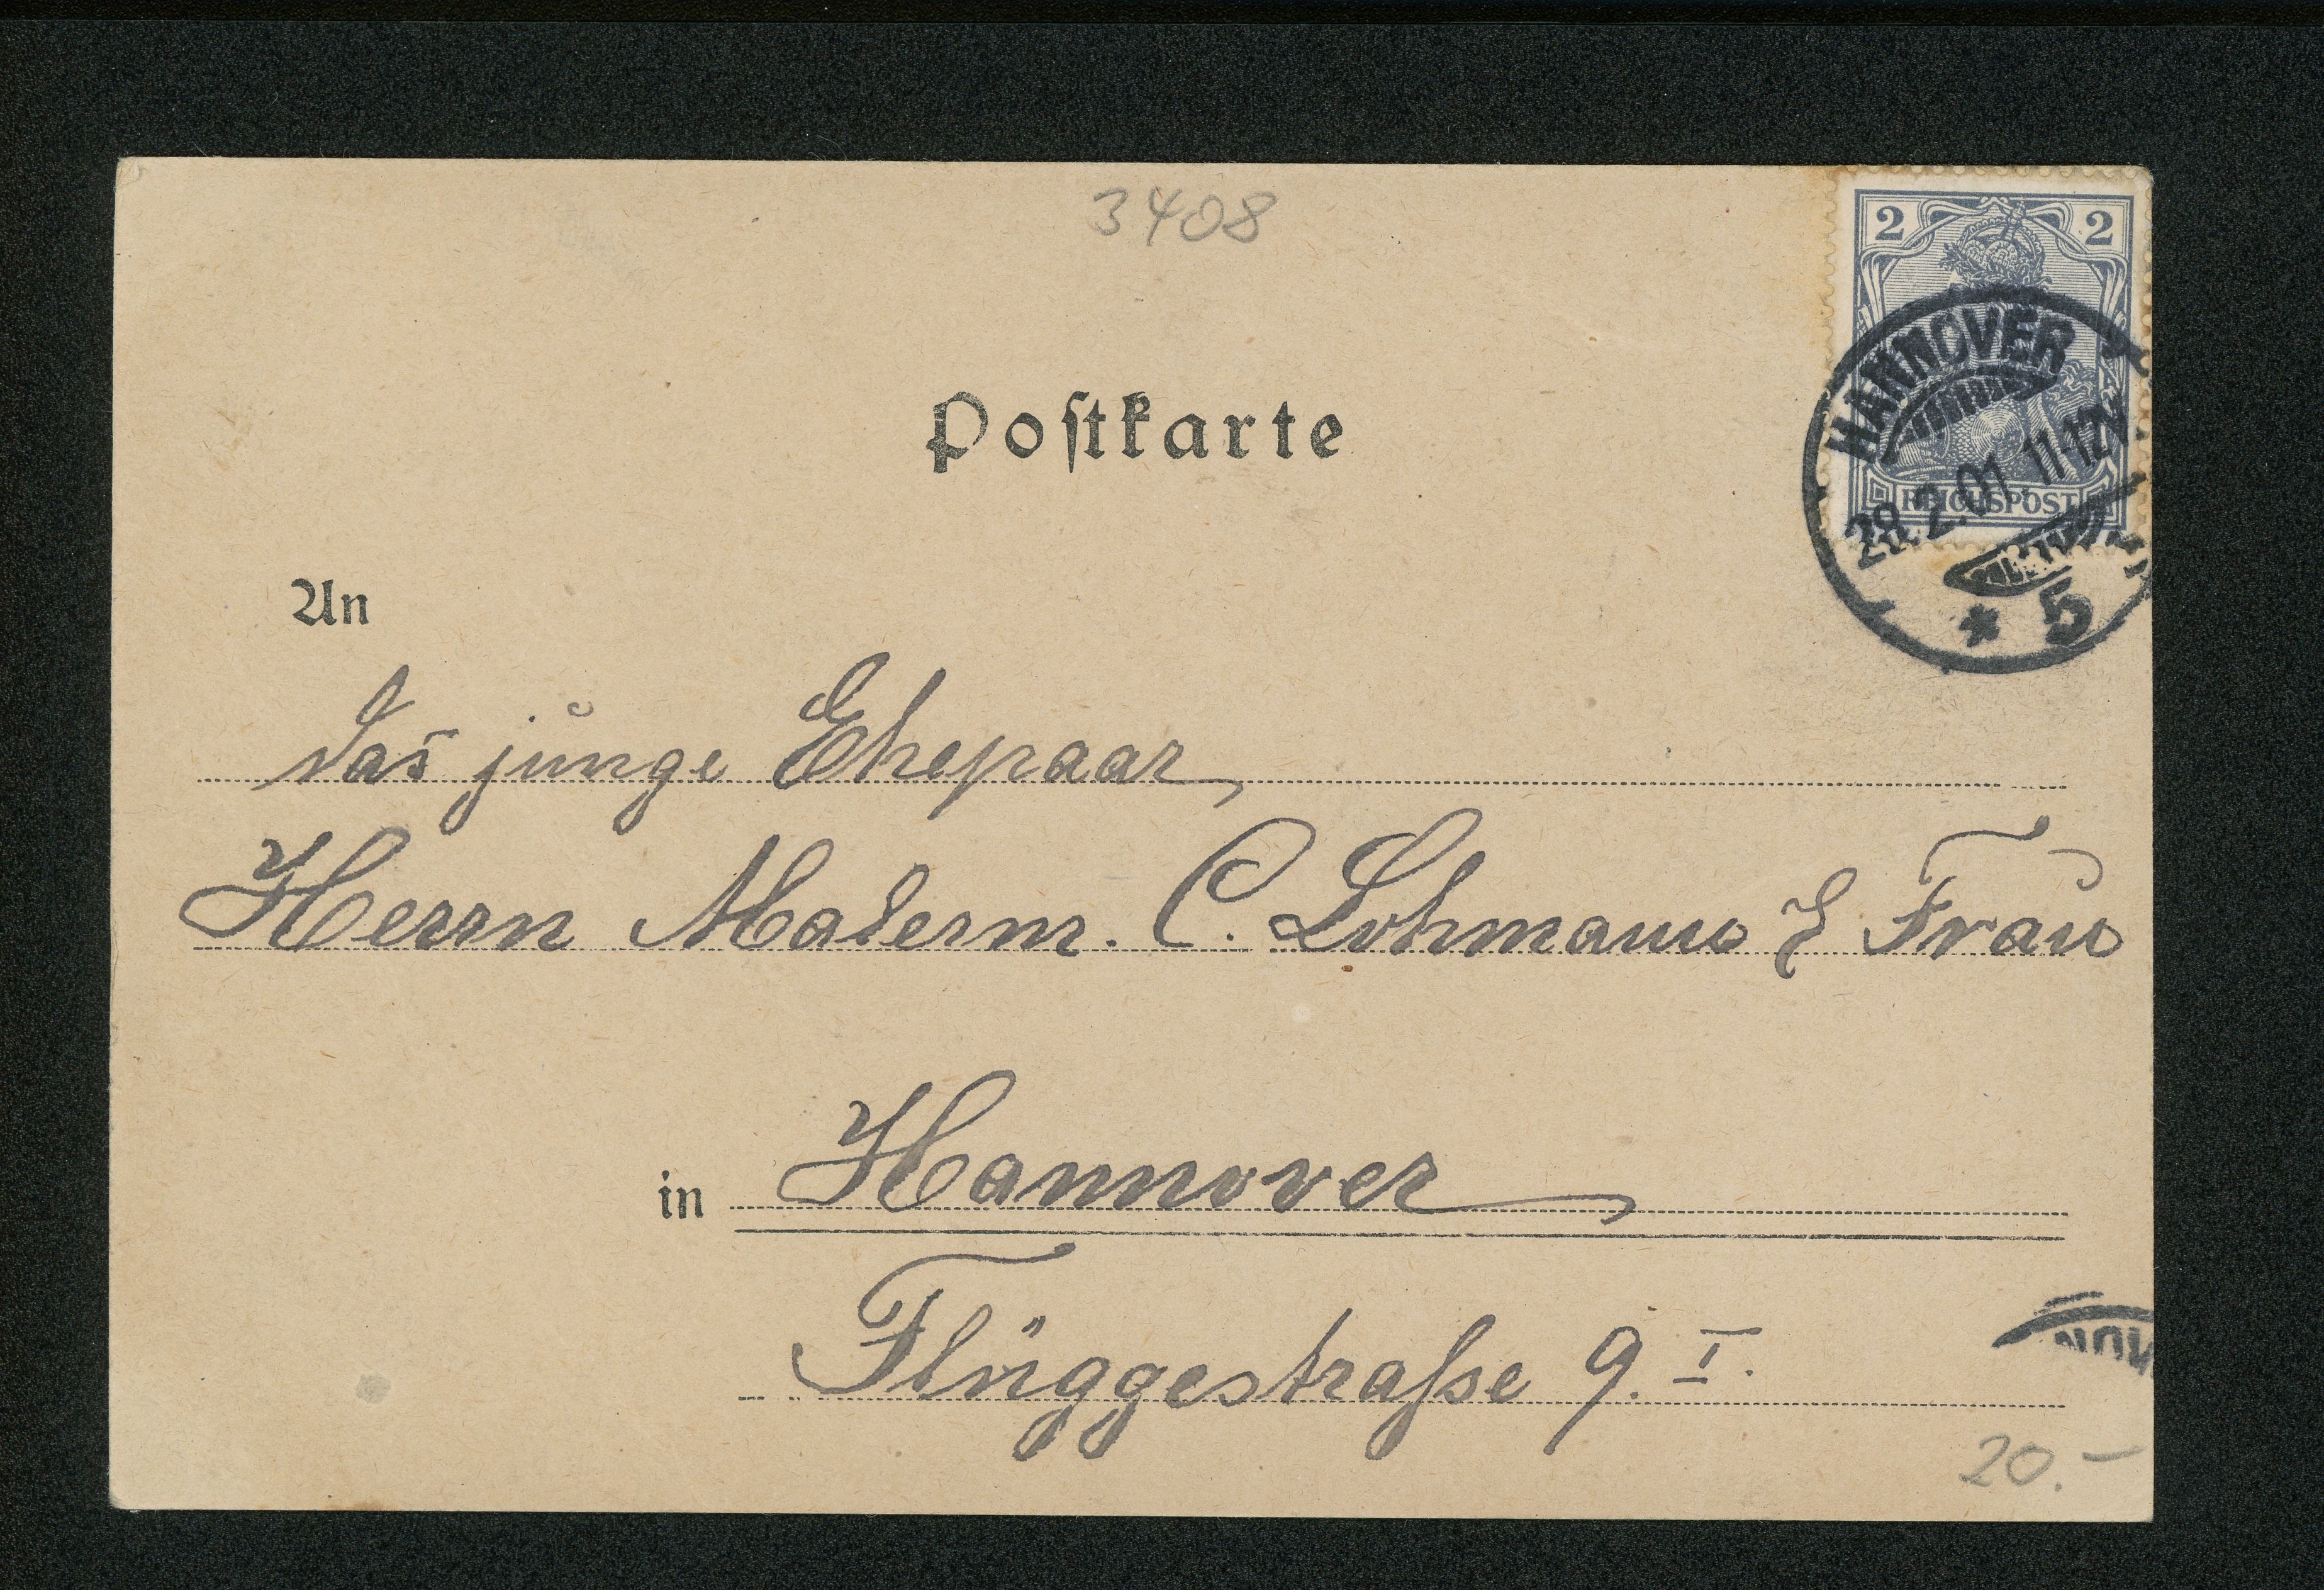 3408
2 2
HANNOVER
REICHSPOST
28.2.01. 11-12V
* 5
Postkarte
An
das junge Ehepaar,
Herrn Malerm. C. Lohmann & Frau
in Hannover,
Flüggestraße 9. I.
20.-